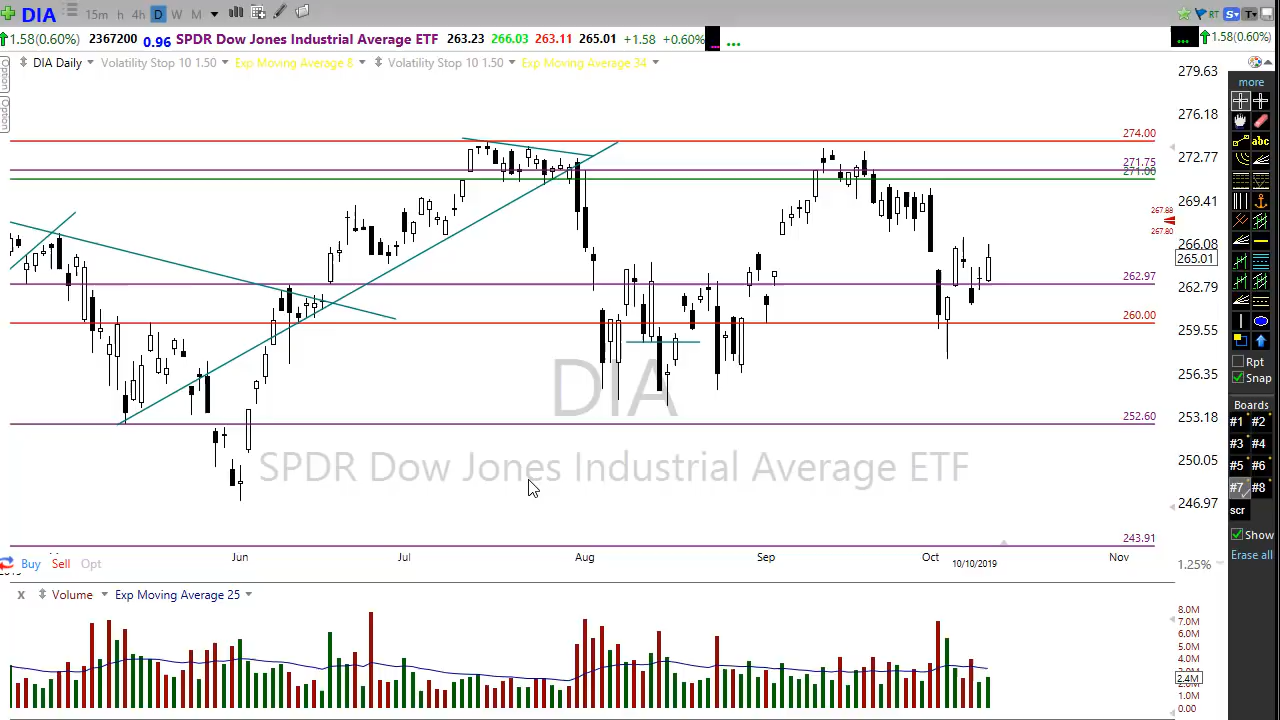 DIA 15m h 4h D W M S T RT
1.58(0.60%) 2367200 0.96 SPDR Dow Jones Industrial Average ETF 263.23 266.03 263.11 265.01 +1.58 +0.60% ... ... 1.58(0.60%)
Option
Option
DIA Daily Volatility Stop 10 1.50 Exp Moving Average 8 Volatility Stop 10 1.50 Exp Moving Average 34
279.63
276.18
274.00
272.77
271.75
271.00
269.41
267.88
267.80
266.08
265.01
262.97
262.79
260.00
259.55
256.35
253.18
252.60
250.05
246.97
243.91
DIA
SPDR Dow Jones Industrial Average ETF
Jun Jul Aug Sep Oct Nov
10/10/2019
1.25%
Buy Sell Opt
x Volume Exp Moving Average 25
8.0M
7.0M
6.0M
5.0M
4.0M
2.4M
1.0M
0.00
more
abc
Rpt
Snap
Boards
#1 #2
#3 #4
#5 #6
#7 #8
scr
Show
Erase all